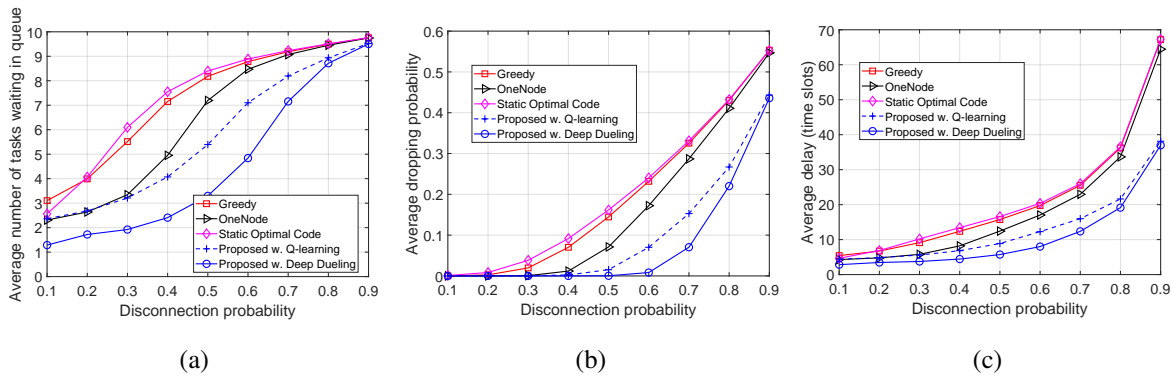 Average number of tasks waiting in queue
10
9
8
7
6
5
4
3
2
1
0
Greedy
OneNode
Static Optimal Code
Proposed w. Q-learning
Proposed w. Deep Dueling
0.1 0.2 0.3 0.4 0.5 0.6 0.7 0.8 0.9
Disconnection probability
(a)
Average dropping probability
0.6
0.5
0.4
0.3
0.2
0.1
0.0
Greedy
OneNode
Static Optimal Code
Proposed w. Q-learning
Proposed w. Deep Dueling
0.1 0.2 0.3 0.4 0.5 0.6 0.7 0.8 0.9
Disconnection probability
(b)
Average delay (time slots)
70
60
50
40
30
20
10
0
Greedy
OneNode
Static Optimal Code
Proposed w. Q-learning
Proposed w. Deep Dueling
0.1 0.2 0.3 0.4 0.5 0.6 0.7 0.8 0.9
Disconnection probability
(c)